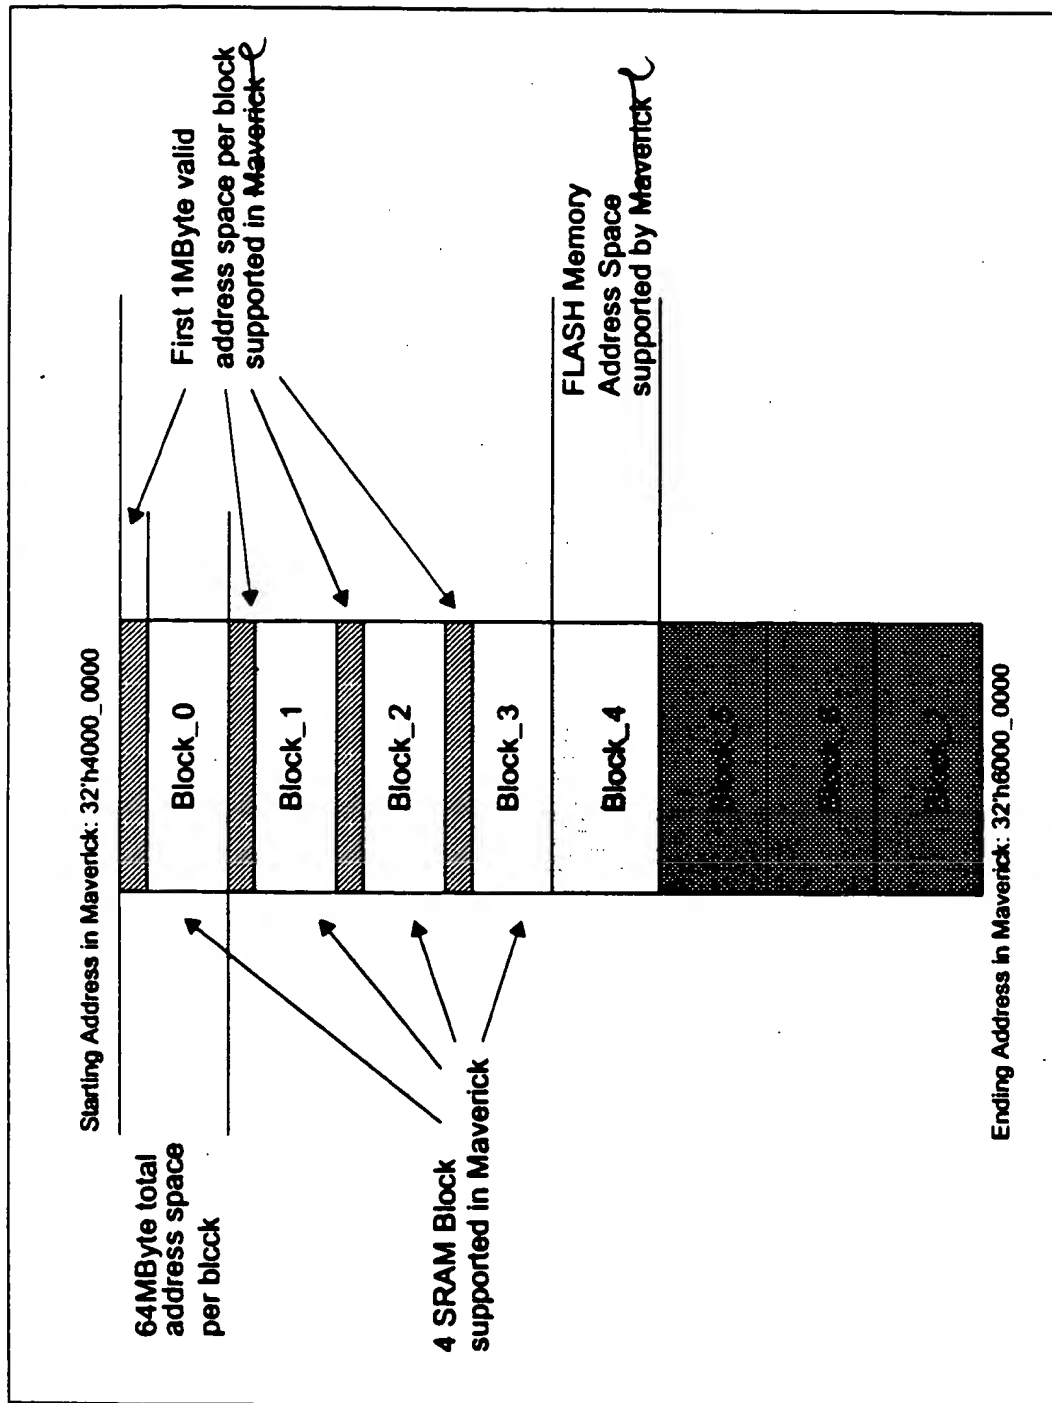 64MByte total
address space
per blcck
4 SRAM Block
supported in Maverick
Starting Address in Maverick: 32'h4000_0000
Block_0
Block_1
Block_2
Block_3
Block_4
Block_5
Block_6
Ending Address in Maverick: 32'h6000_0000
First 1MByte valid
address space per block
supported in Maverick
FLASH Memory
Address Space
supported by Maverick